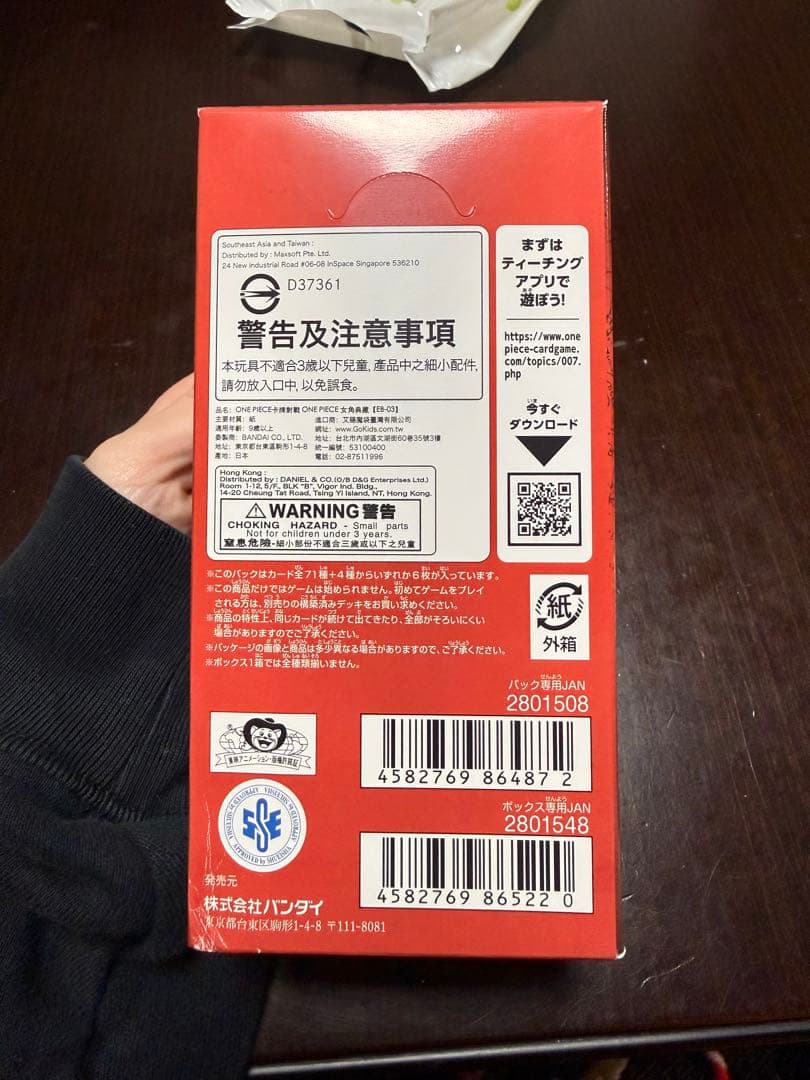 Southeast Asia and Taiwan :
Distributed by : Maxsoft Pte. Ltd.
24 New Industrial Road #06-08 InSpace Singapore 536210
D37361
警告及注意事項
本玩具不適合3歲以下兒童, 產品中之細小配件,
請勿放入口中, 以免誤食。
品名: ONE PIECE卡牌對戰 ONE PIECE 女角典藏【EB-03】
主要材質: 紙
適用年齡: 9歲以上
委製商: BANDAI CO., LTD.
地址: 東京都台東區駒形1-4-8
產地: 日本
進口商: 艾賜魔袋臺灣有限公司
網址: www.GoKids.com.tw
地址: 台北市內湖區文湖街60巷35號3樓
統一編號: 53100400
電話: 02-87511996
Hong Kong :
Distributed by : DANIEL & CO.(O/B D&G Enterprises Ltd.)
Room 1-12, 5/F., BLK "B", Vigor Ind. Bldg.,
14-20 Cheung Tat Road, Tsing Yi Island, NT, Hong Kong.
WARNING 警告
CHOKING HAZARD - Small parts
Not for children under 3 years.
窒息危險-細小部份不適合三歲或以下之兒童
まずは
ティーチング
アプリで
遊ぼう!
https://www.one
piece-cardgame.
com/topics/007.
php
今すぐ
ダウンロード
※このパックはカード全71種+4種からいずれか6枚が入っています。
※この商品だけではゲームは始められません。初めてゲームをプレイ
される方は、別売りの構築済みデッキをお買い求めください。
※商品の特性上、同じカードが続けて出てきたり、全部がそろいにくい
場合がありますのでご了承ください。
※パッケージの画像と商品は多少異なる場合がありますので、ご了承ください。
※ボックス1箱では全種類揃いません。
紙
外箱
パック専用JAN
2801508
4582769 86487 2
ボックス専用JAN
2801548
4582769 86522 0
東映アニメーション・版権許諾証
APPROVED by SHUEISHA
発売元
株式会社バンダイ
東京都台東区駒形1-4-8 〒111-8081